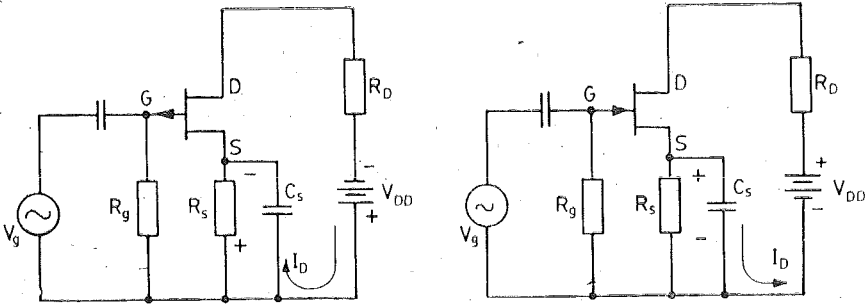 D
R_D
G
S
-
-
R_g
R_s
C_s
V_DD
+
V_g
+
I_D
D
R_D
G
S
+
+
R_g
R_s
C_s
V_DD
-
V_g
-
I_D